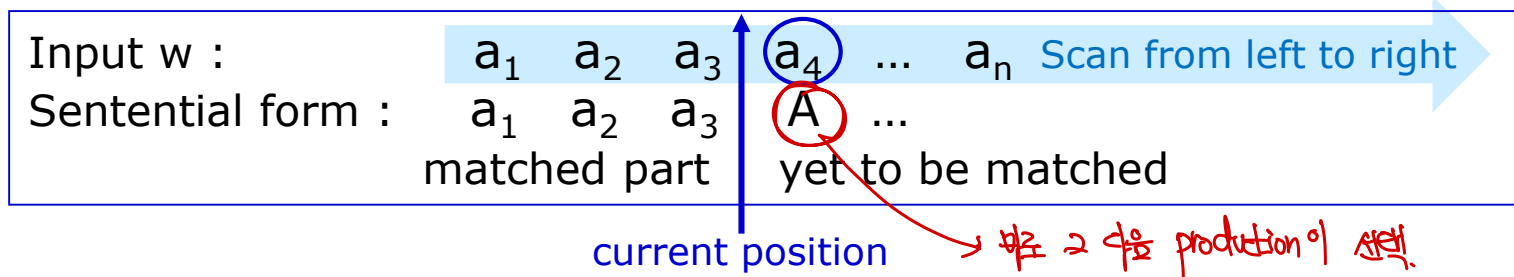 Input w : a₁ a₂ a₃ a₄ ... aₙ Scan from left to right
Sentential form : a₁ a₂ a₃ A ...
matched part yet to be matched
current position
바로 그 다음 prodution이 선택